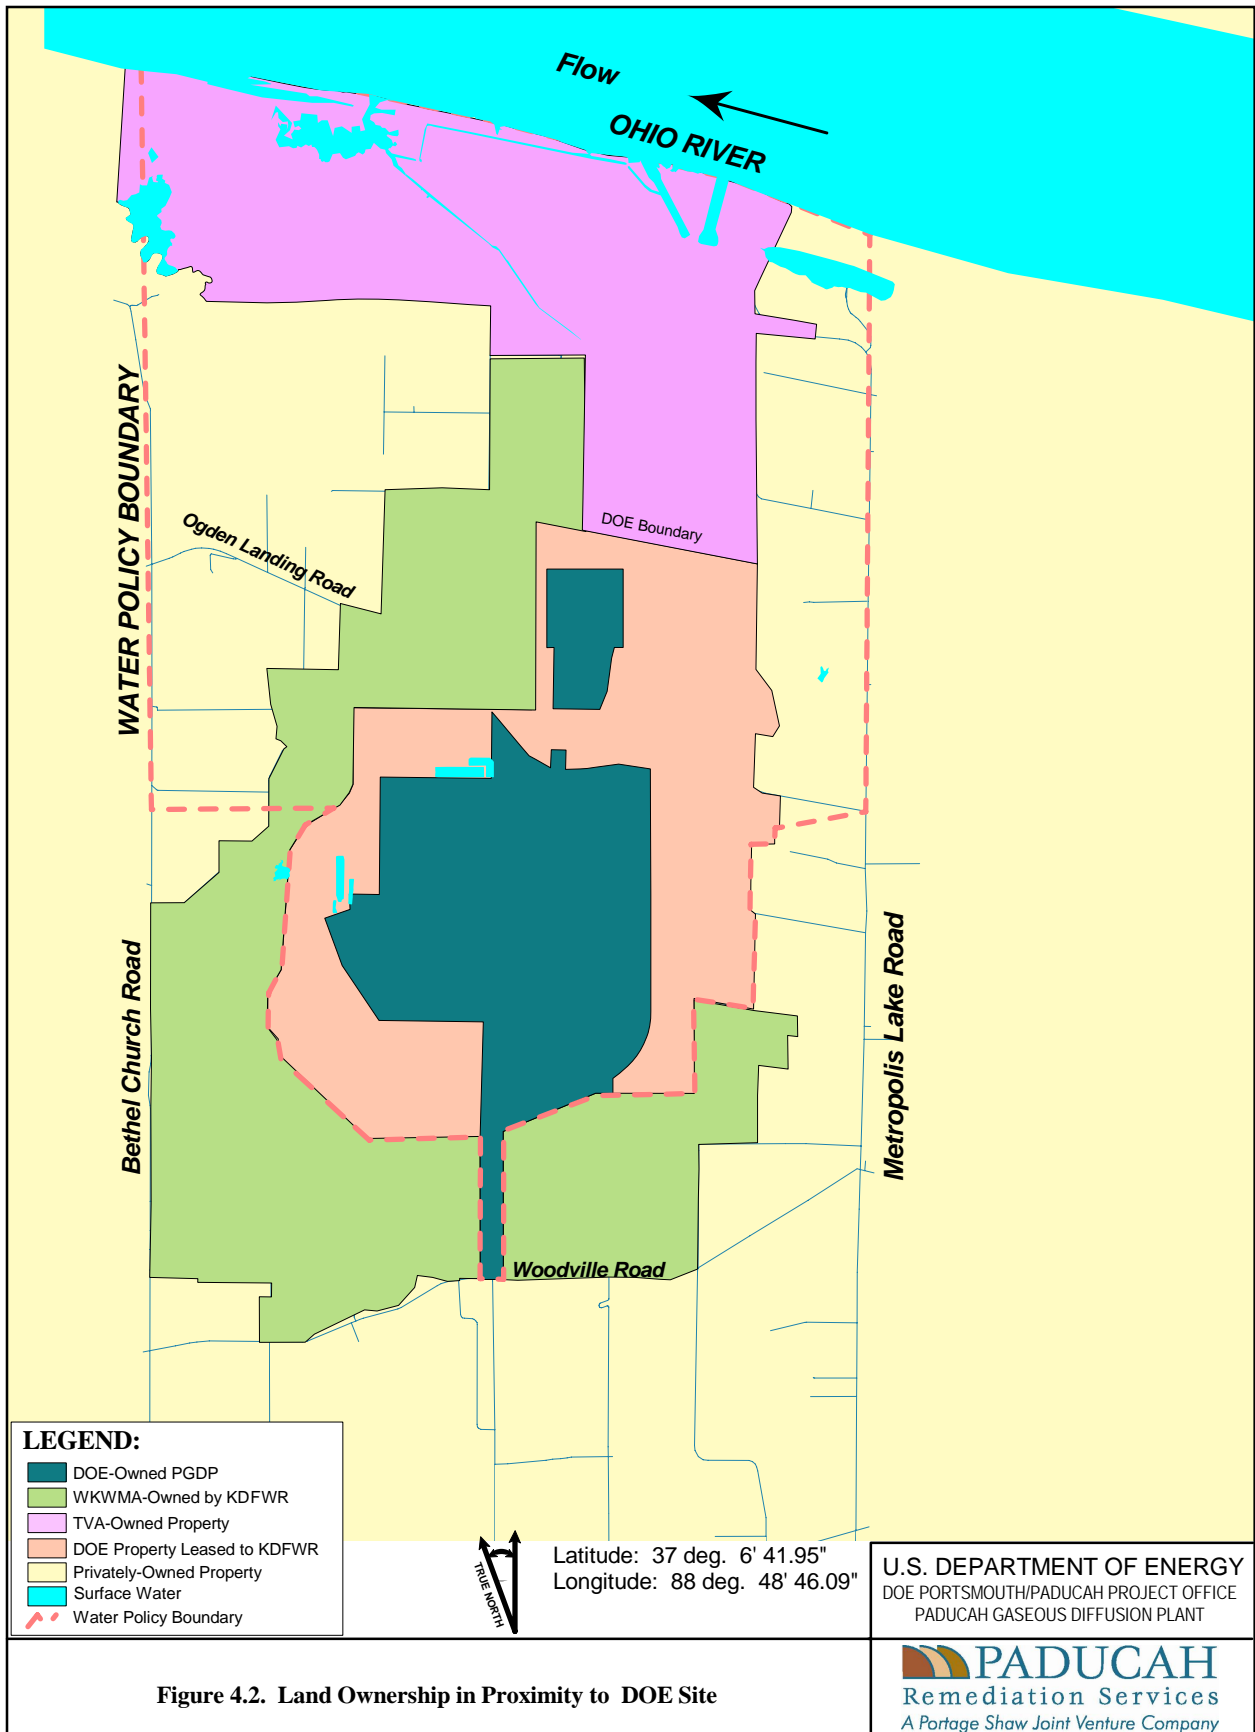 Flow
OHIO RIVER
WATER POLICY BOUNDARY
DOE Boundary
Ogden Landing Road
Bethel Church Road
Metropolis Lake Road
Woodville Road
LEGEND:
DOE-Owned PGDP
WKWMA-Owned by KDFWR
TVA-Owned Property
DOE Property Leased to KDFWR
Privately-Owned Property
Surface Water
Water Policy Boundary
TRUE NORTH
Latitude: 37 deg. 6' 41.95"
Longitude: 88 deg. 48' 46.09"
U.S. DEPARTMENT OF ENERGY
DOE PORTSMOUTH/PADUCAH PROJECT OFFICE
PADUCAH GASEOUS DIFFUSION PLANT
Figure 4.2. Land Ownership in Proximity to DOE Site
PADUCAH
Remediation Services
A Portage Shaw Joint Venture Company